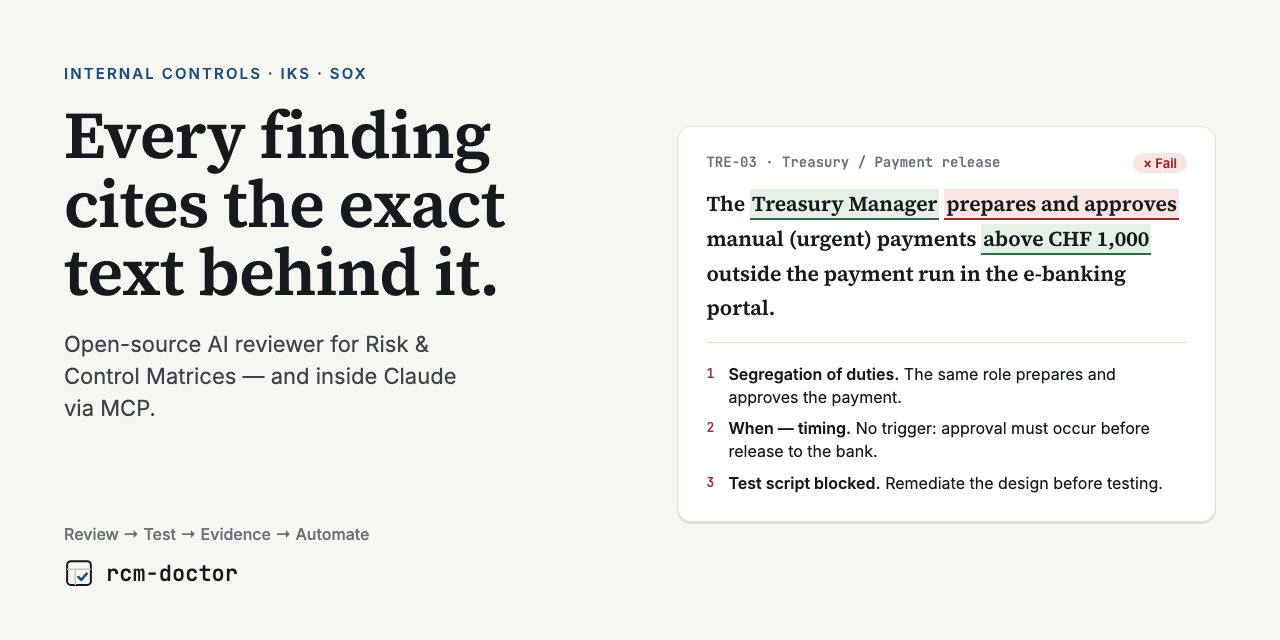 INTERNAL CONTROLS · IKS · SOX
Every finding
cites the exact
text behind it.
Open-source AI reviewer for Risk &
Control Matrices — and inside Claude
via MCP.
Review → Test → Evidence → Automate
rcm-doctor
TRE-03 · Treasury / Payment release
× Fail
The Treasury Manager prepares and approves
manual (urgent) payments above CHF 1,000
outside the payment run in the e-banking
portal.
1 Segregation of duties. The same role prepares and
approves the payment.
2 When — timing. No trigger: approval must occur before
release to the bank.
3 Test script blocked. Remediate the design before testing.